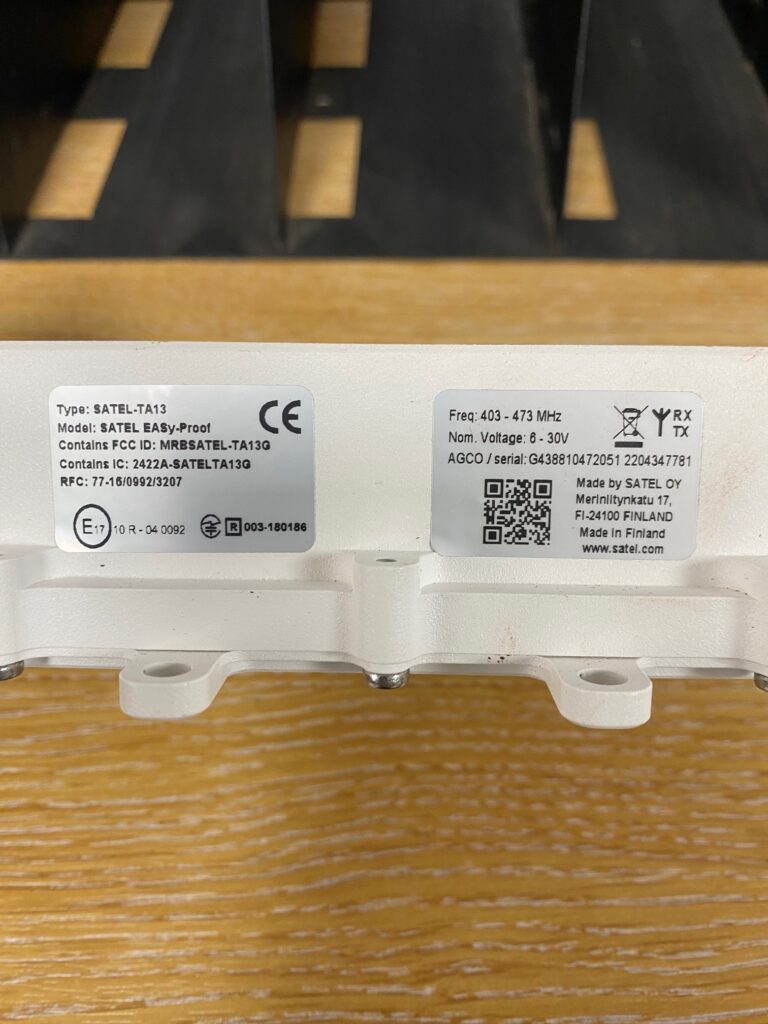 Type: SATEL-TA13
Model: SATEL EASy-Proof
Contains FCC ID: MRBSATEL-TA13G
Contains IC: 2422A-SATELTA13G
RFC: 77-16/0992/3207
CE
E17 10 R - 04 0092
R 003-180186
Freq: 403 - 473 MHz
Nom. Voltage: 6 - 30V
RX
TX
AGCO / serial: G438810472051 2204347781
Made by SATEL OY
Meriniitynkatu 17,
FI-24100 FINLAND
Made in Finland
www.satel.com